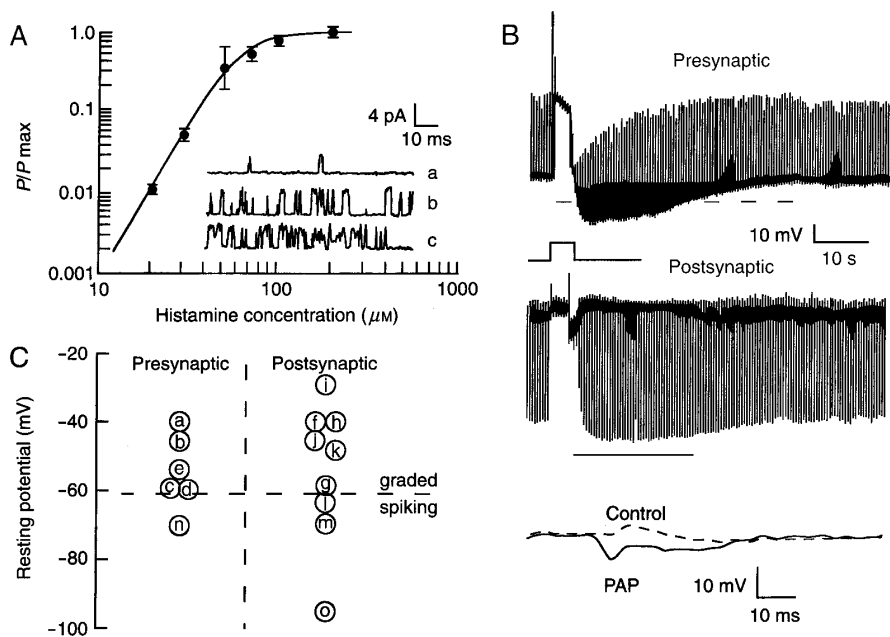 A
1.0
0.1
0.01
0.001
P/P max
4 pA
10 ms
a
b
c
10
100
1000
Histamine concentration (μM)
B
Presynaptic
10 mV
10 s
Postsynaptic
Control
PAP
10 mV
10 ms
C
−20
−40
−60
−80
−100
Resting potential (mV)
Presynaptic
Postsynaptic
a
b
e
c
d
n
i
f
h
j
k
g
l
m
o
graded
spiking